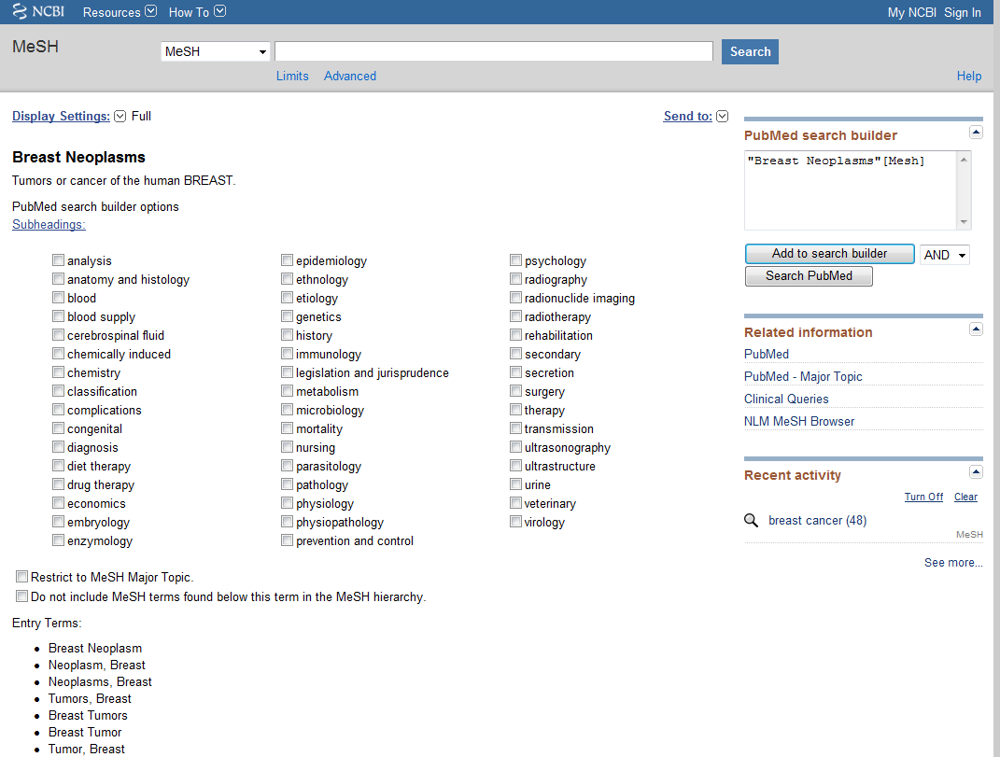 NCBI Resources How To My NCBI Sign In
MeSH
MeSH Search
Limits Advanced Help
Display Settings: Full Send to:
Breast Neoplasms
Tumors or cancer of the human BREAST.
PubMed search builder options
Subheadings:
analysis
anatomy and histology
blood
blood supply
cerebrospinal fluid
chemically induced
chemistry
classification
complications
congenital
diagnosis
diet therapy
drug therapy
economics
embryology
enzymology
epidemiology
ethnology
etiology
genetics
history
immunology
legislation and jurisprudence
metabolism
microbiology
mortality
nursing
parasitology
pathology
physiology
physiopathology
prevention and control
psychology
radiography
radionuclide imaging
radiotherapy
rehabilitation
secondary
secretion
surgery
therapy
transmission
ultrasonography
ultrastructure
urine
veterinary
virology
Restrict to MeSH Major Topic.
Do not include MeSH terms found below this term in the MeSH hierarchy.
Entry Terms:
Breast Neoplasm
Neoplasm, Breast
Neoplasms, Breast
Tumors, Breast
Breast Tumors
Breast Tumor
Tumor, Breast
PubMed search builder
"Breast Neoplasms"[Mesh]
Add to search builder AND
Search PubMed
Related information
PubMed
PubMed - Major Topic
Clinical Queries
NLM MeSH Browser
Recent activity
Turn Off Clear
breast cancer (48)
MeSH
See more...